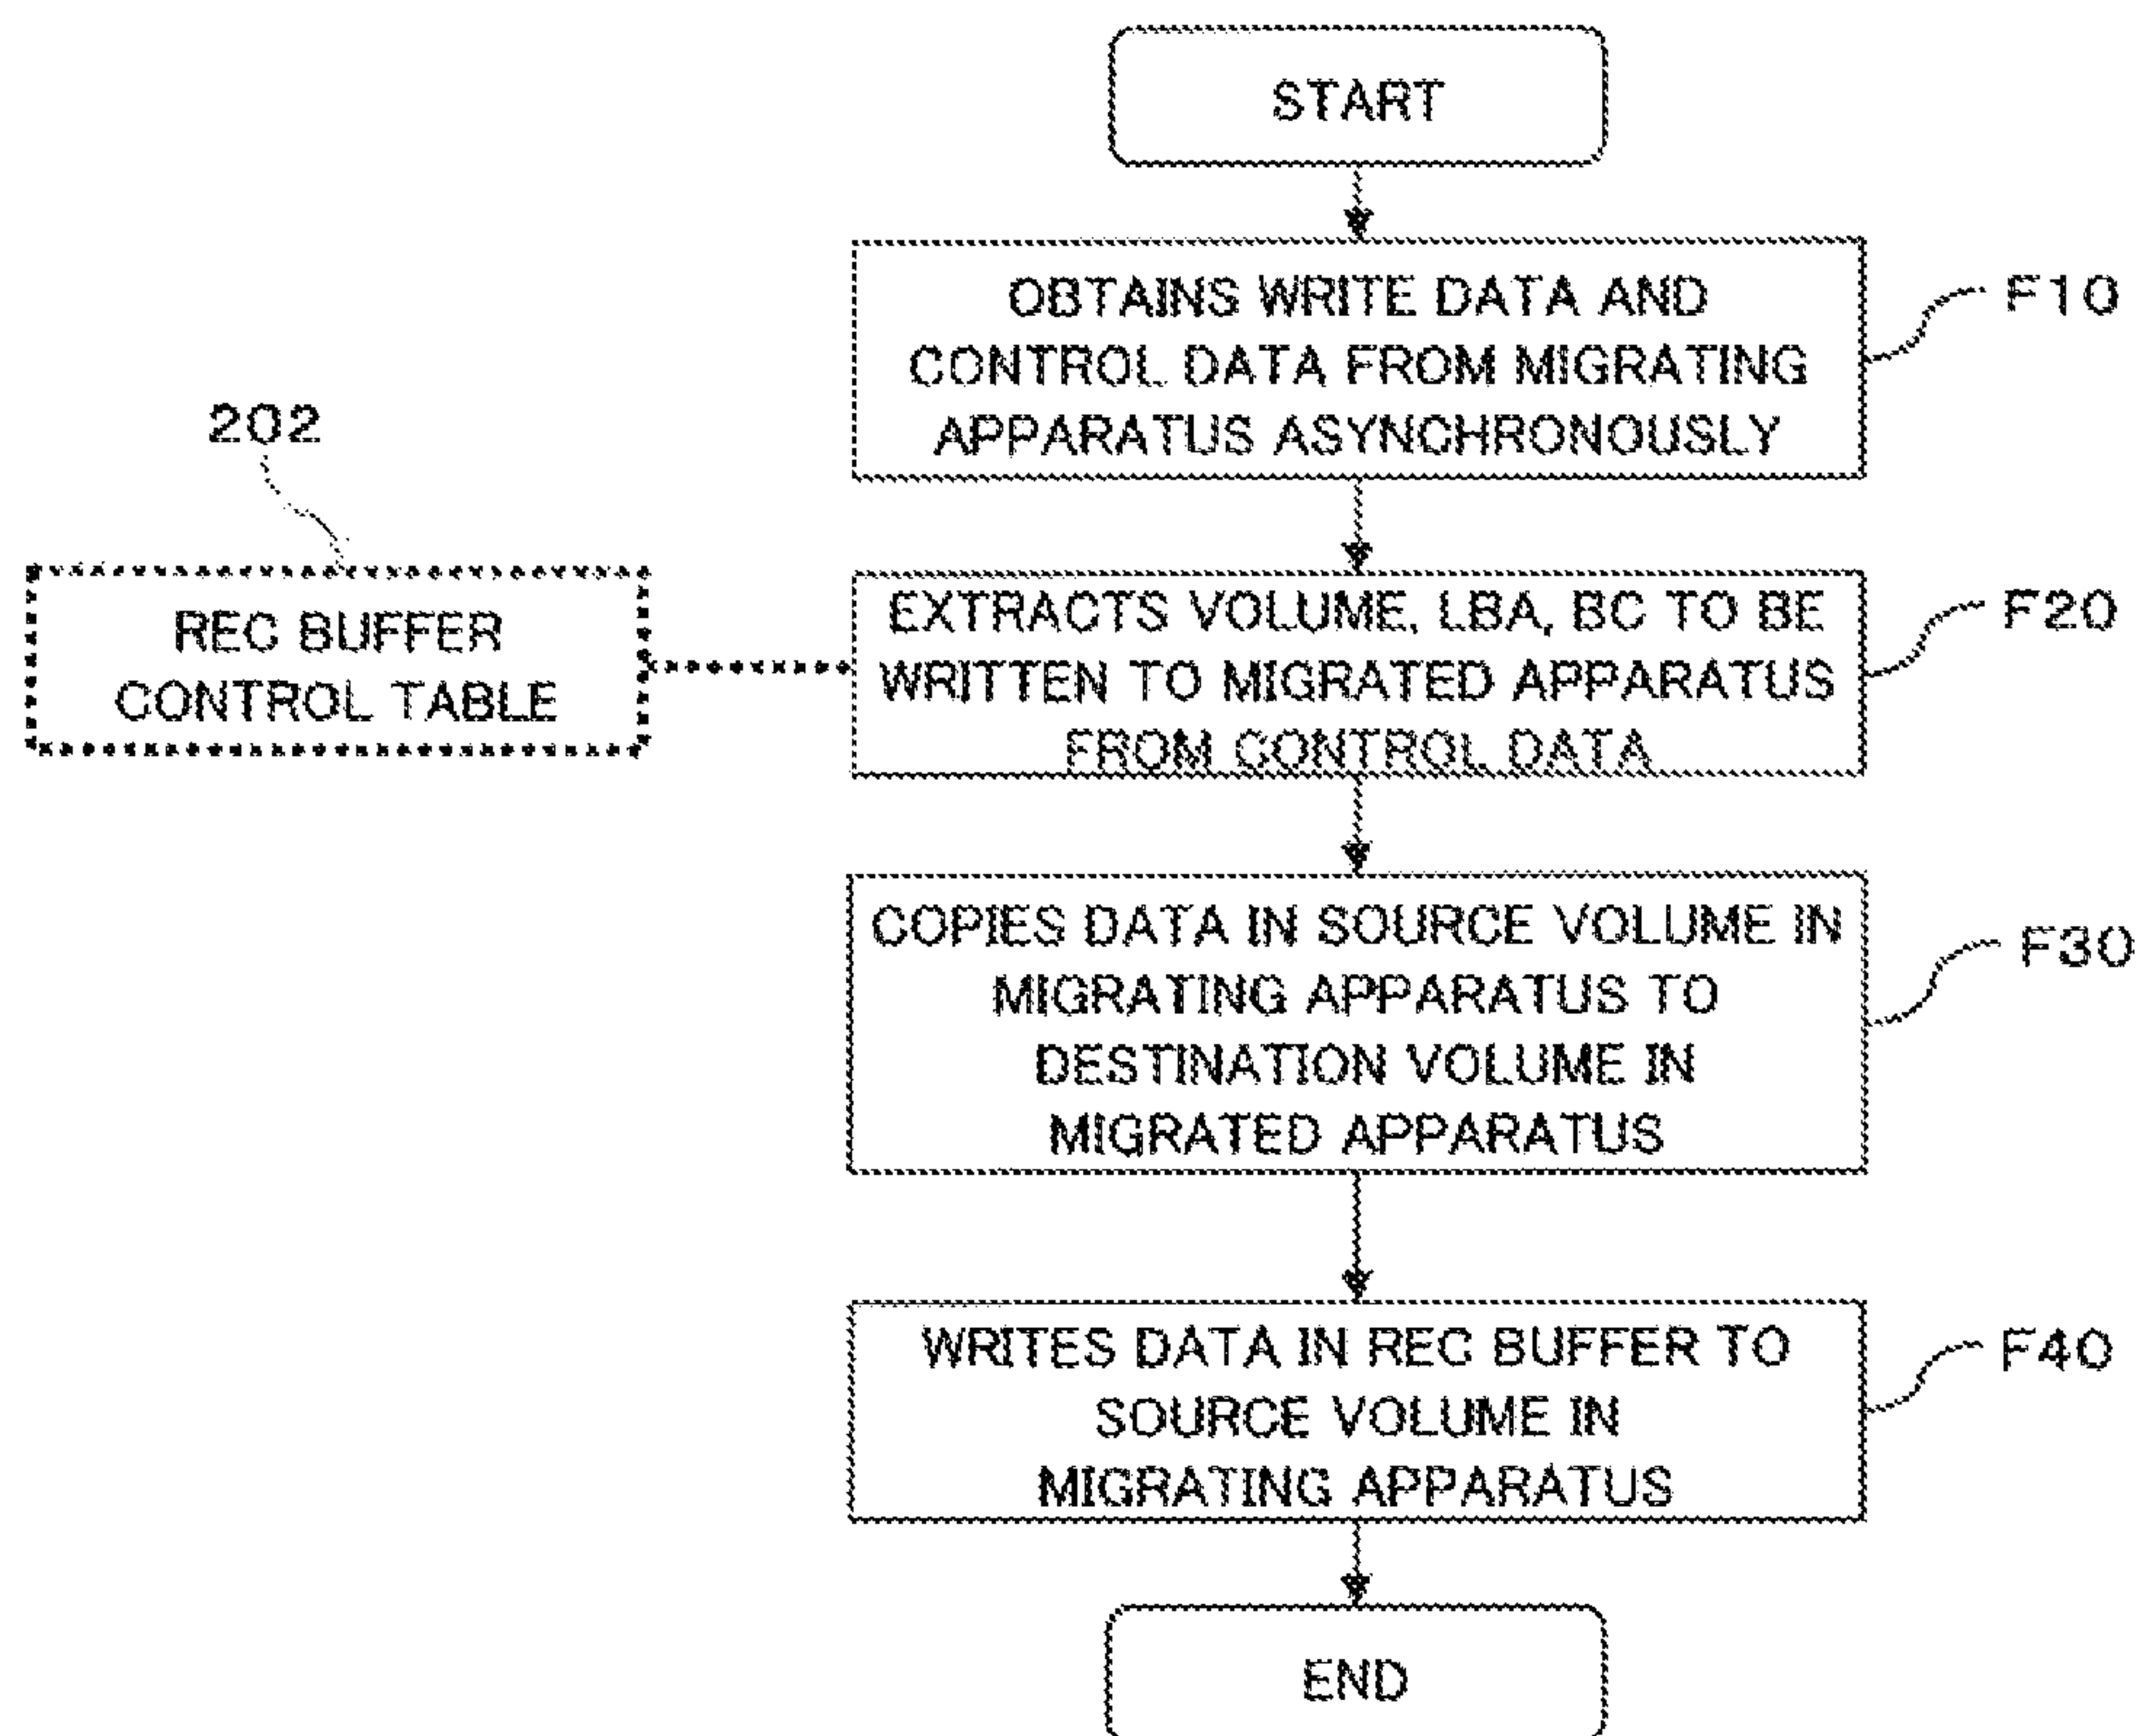 START
OBTAINS WRITE DATA AND
CONTROL DATA FROM MIGRATING
APPARATUS ASYNCHRONOUSLY
F10
202
REC BUFFER
CONTROL TABLE
EXTRACTS VOLUME, LBA, BC TO BE
WRITTEN TO MIGRATED APPARATUS
FROM CONTROL DATA
F20
COPIES DATA IN SOURCE VOLUME IN
MIGRATING APPARATUS TO
DESTINATION VOLUME IN
MIGRATED APPARATUS
F30
WRITES DATA IN REC BUFFER TO
SOURCE VOLUME IN
MIGRATING APPARATUS
F40
END